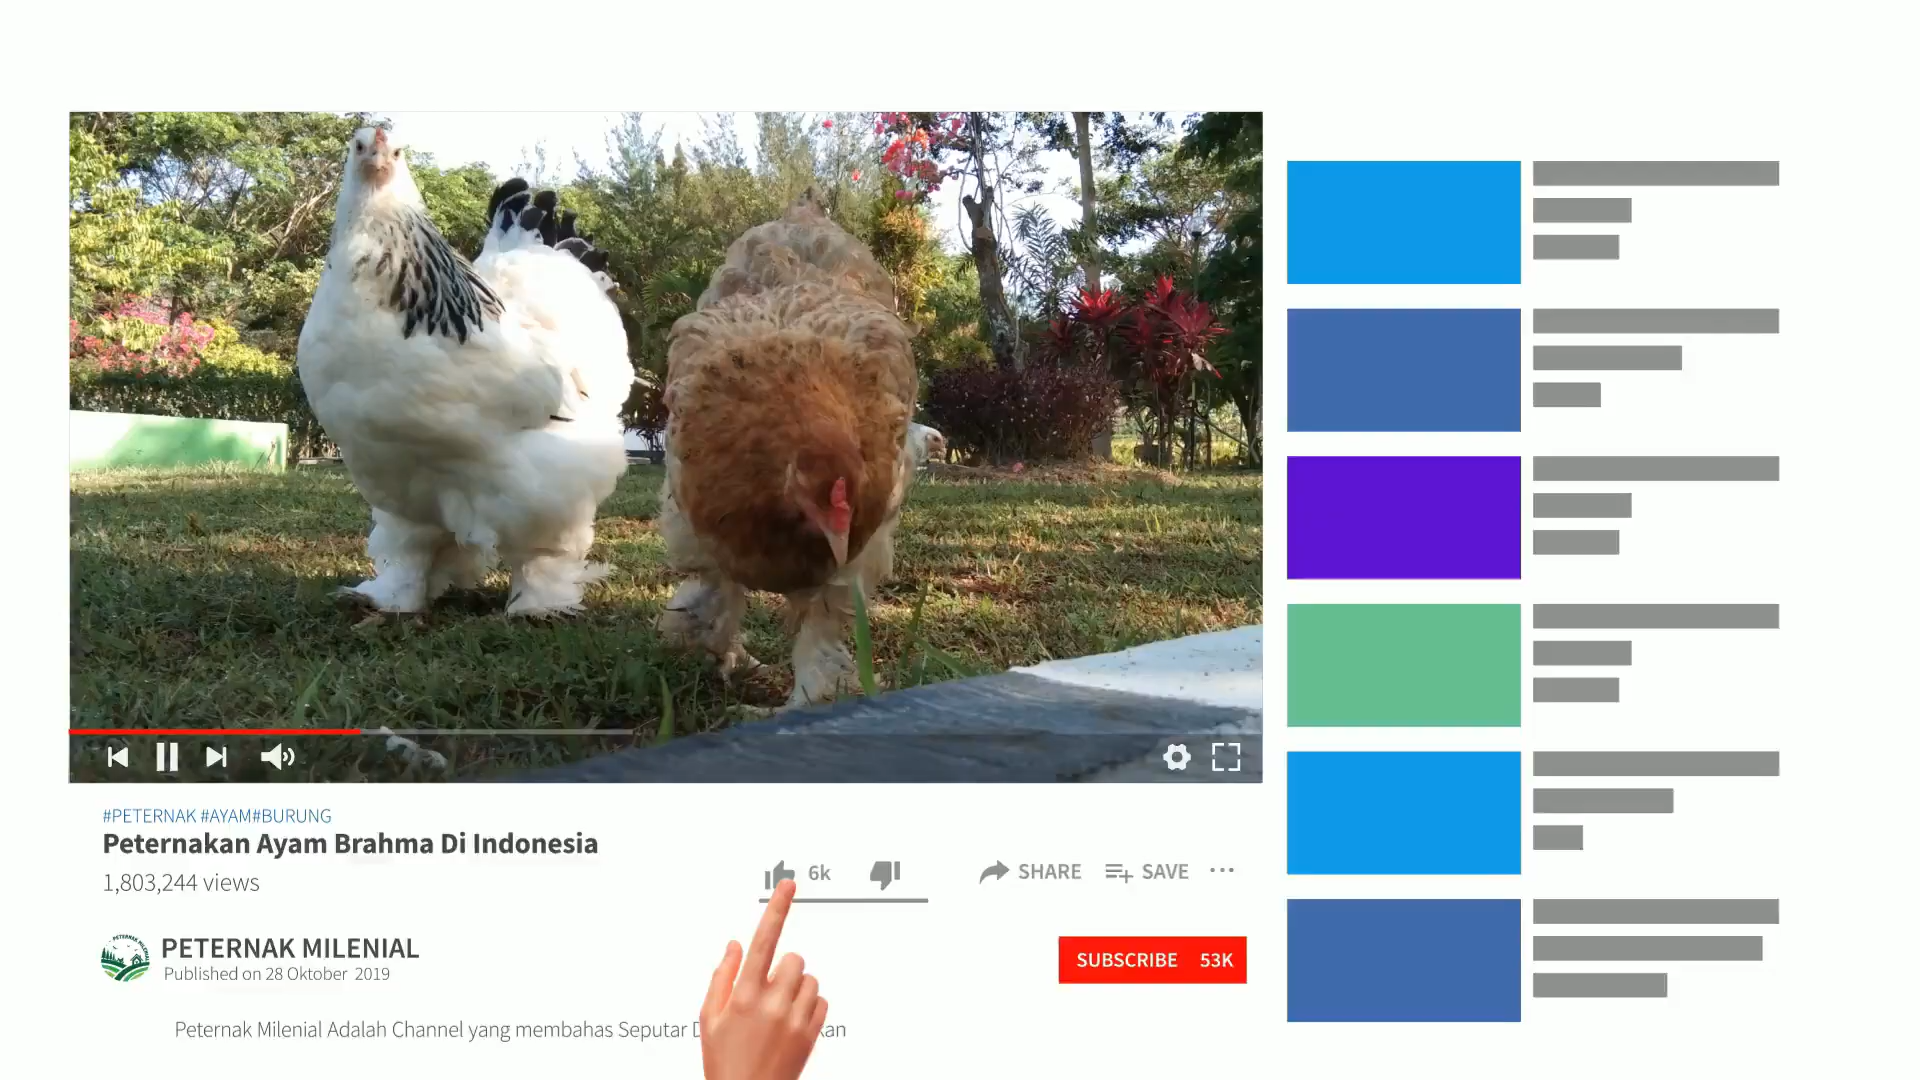 #PETERNAK #AYAM#BURUNG
Peternakan Ayam Brahma Di Indonesia
1,803,244 views
6k
SHARE
SAVE
PETERNAK MILENIAL
Published on 28 Oktober 2019
SUBSCRIBE 53K
Peternak Milenial Adalah Channel yang membahas Seputar